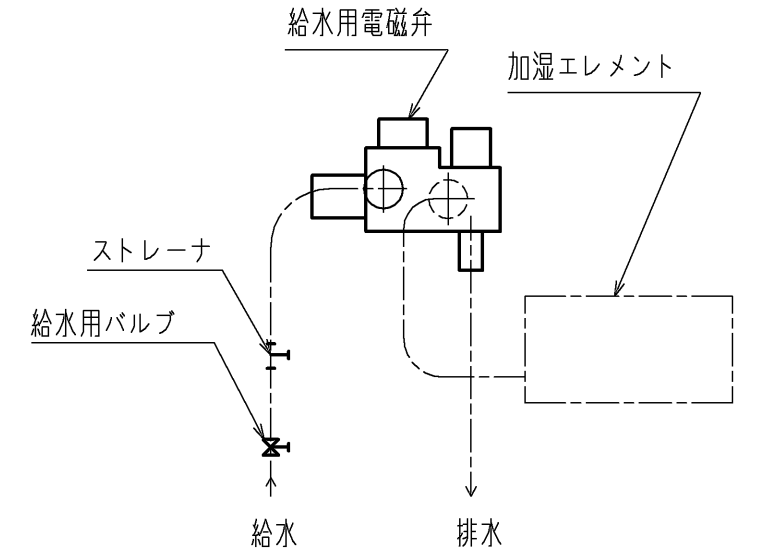 給水用電磁弁
加湿エレメント
ストレーナ
給水用バルブ
給水
排水